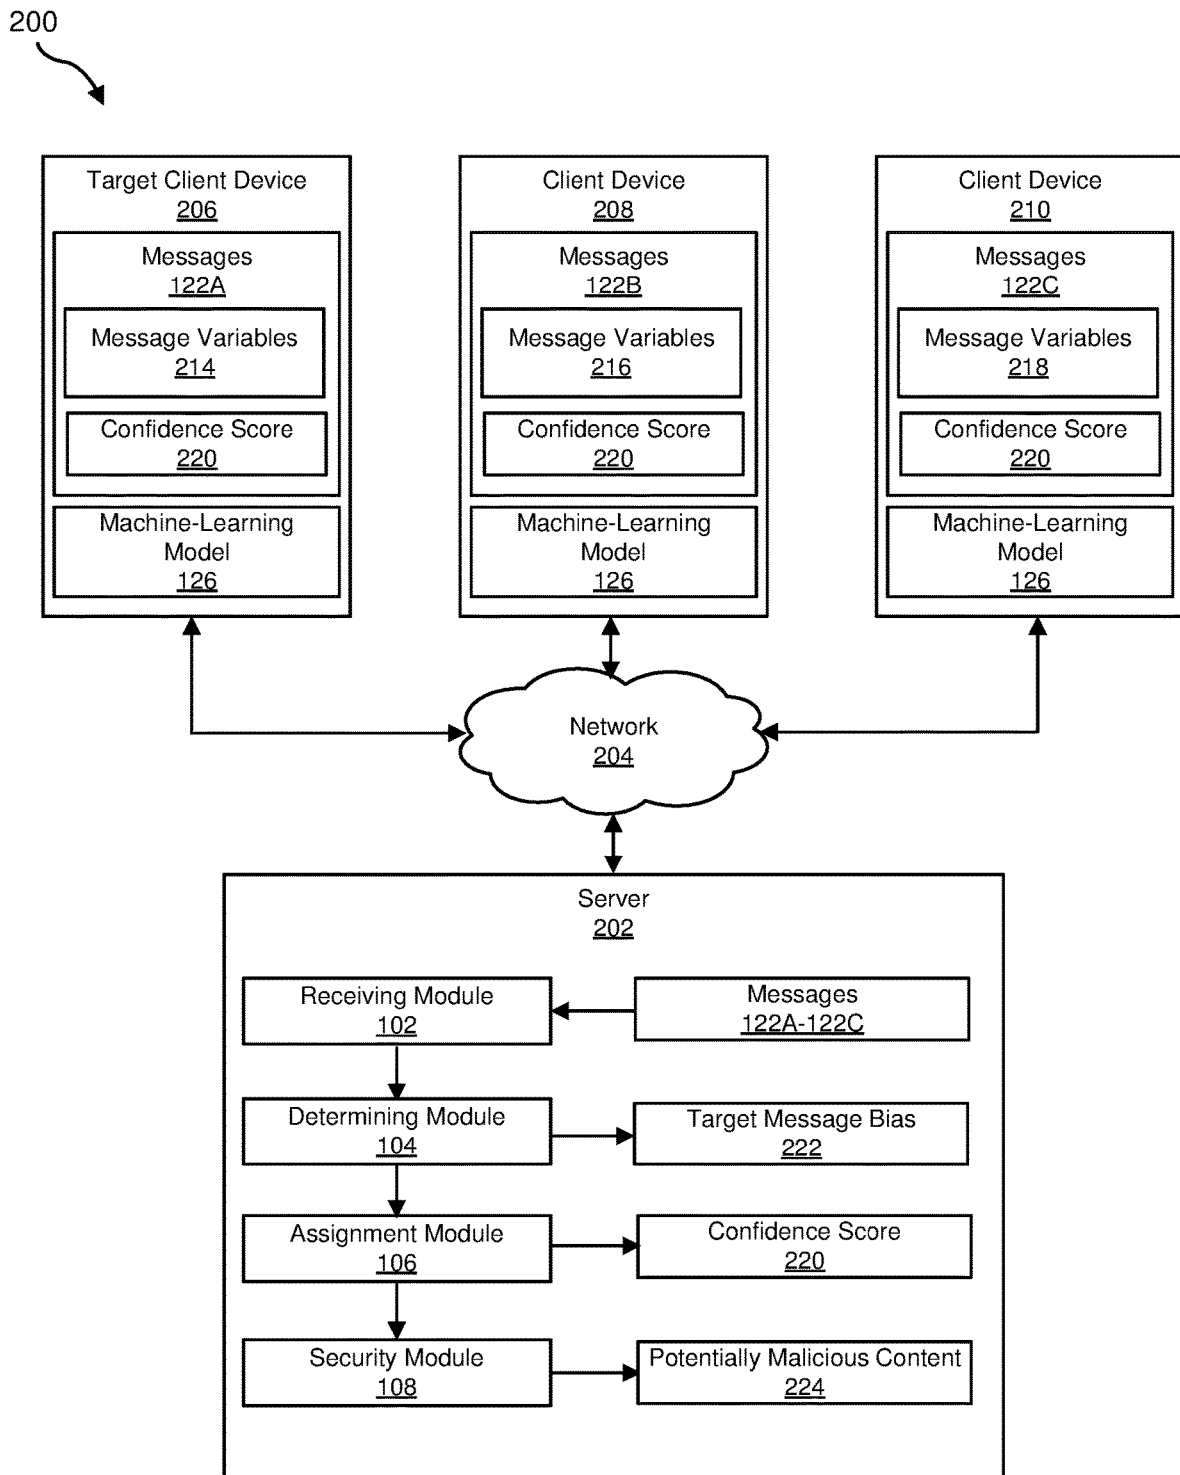 200
Target Client Device
206
Messages
122A
Message Variables
214
Confidence Score
220
Machine-Learning
Model
126
Client Device
208
Messages
122B
Message Variables
216
Confidence Score
220
Machine-Learning
Model
126
Client Device
210
Messages
122C
Message Variables
218
Confidence Score
220
Machine-Learning
Model
126
Network
204
Server
202
Receiving Module
102
Messages
122A-122C
Determining Module
104
Target Message Bias
222
Assignment Module
106
Confidence Score
220
Security Module
108
Potentially Malicious Content
224